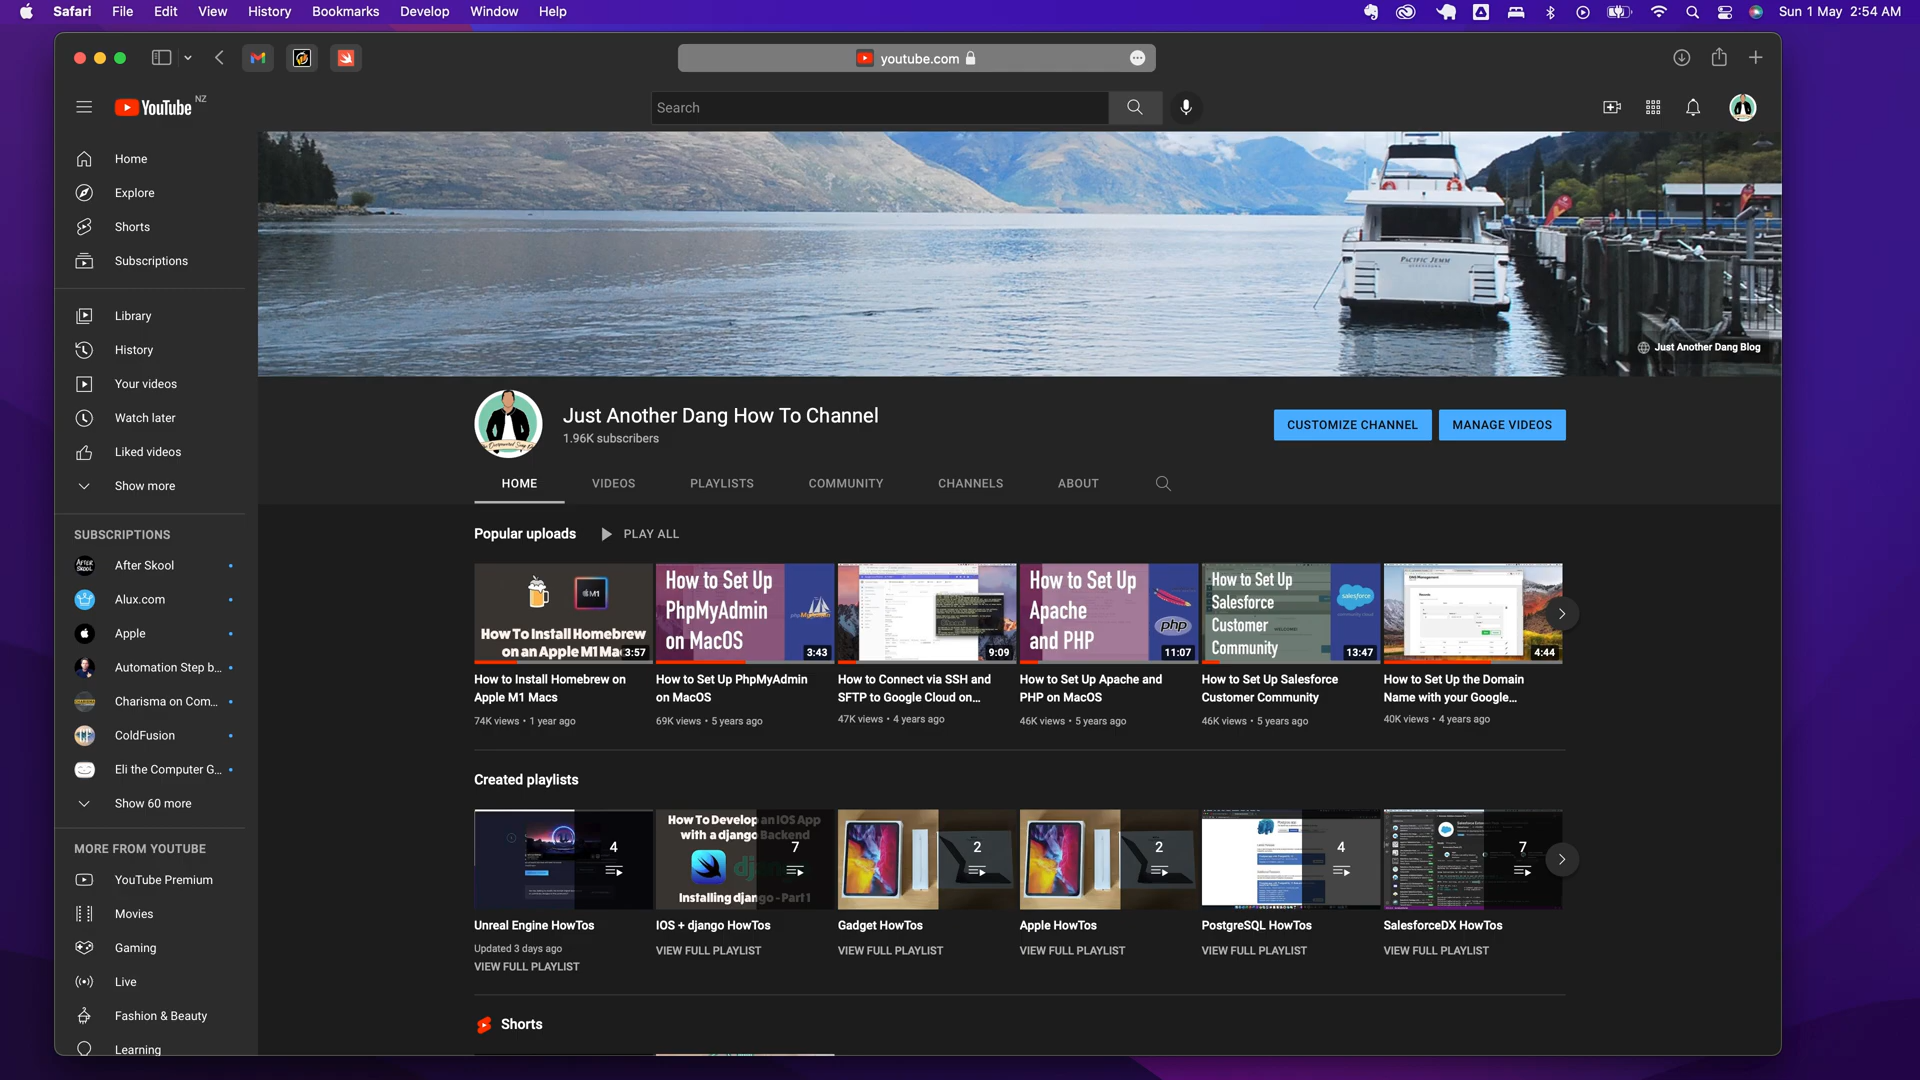 Safari File Edit View History Bookmarks Develop Window Help
Sun 1 May 2:54 AM
youtube.com
YouTube NZ
Search
Home
Explore
Shorts
Subscriptions
Library
History
Your videos
Watch later
Liked videos
Show more
SUBSCRIPTIONS
After Skool
Alux.com
Apple
Automation Step b...
Charisma on Com...
ColdFusion
Eli the Computer G...
Show 60 more
MORE FROM YOUTUBE
YouTube Premium
Movies
Gaming
Live
Fashion & Beauty
Learning
PACIFIC JEMM
Just Another Dang Blog
Just Another Dang How To Channel
1.96K subscribers
CUSTOMIZE CHANNEL
MANAGE VIDEOS
HOME VIDEOS PLAYLISTS COMMUNITY CHANNELS ABOUT
Popular uploads
PLAY ALL
M1
How To Install Homebrew
on an Apple M1 Mac
3:57
How to Install Homebrew on
Apple M1 Macs
74K views • 1 year ago
How to Set Up
PhpMyAdmin
on MacOS
3:43
How to Set Up PhpMyAdmin
on MacOS
69K views • 5 years ago
9:09
How to Connect via SSH and
SFTP to Google Cloud on...
47K views • 4 years ago
How to Set Up
Apache
and PHP
php
11:07
How to Set Up Apache and
PHP on MacOS
46K views • 5 years ago
How to Set Up
Salesforce
Customer
Community
salesforce
13:47
How to Set Up Salesforce
Customer Community
46K views • 5 years ago
4:44
How to Set Up the Domain
Name with your Google...
40K views • 4 years ago
Created playlists
4
Unreal Engine HowTos
Updated 3 days ago
VIEW FULL PLAYLIST
How To Develop an IOS App
with a django Backend
Installing django - Part 1
7
IOS + django HowTos
VIEW FULL PLAYLIST
2
Gadget HowTos
VIEW FULL PLAYLIST
2
Apple HowTos
VIEW FULL PLAYLIST
4
PostgreSQL HowTos
VIEW FULL PLAYLIST
7
SalesforceDX HowTos
VIEW FULL PLAYLIST
Shorts